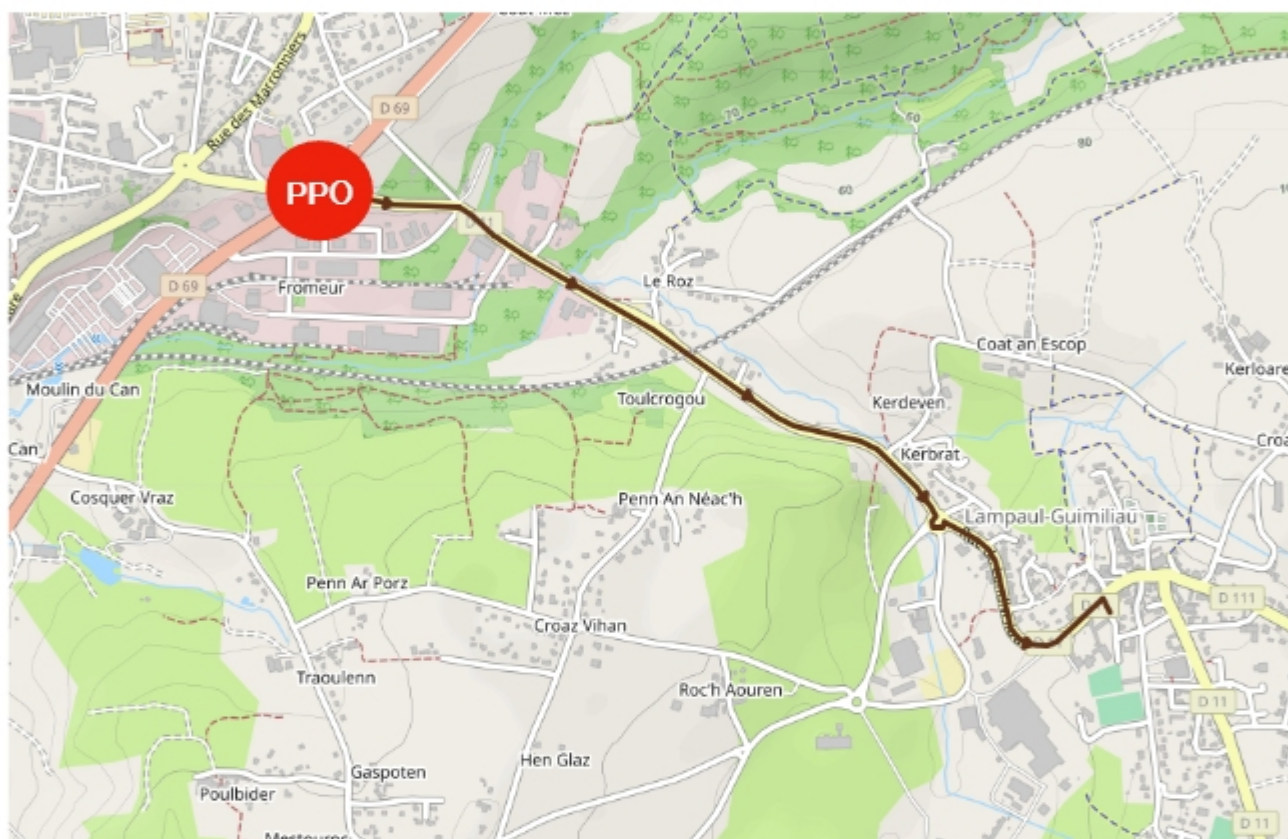 Rue des Marronniers
D 69
PPO
D 11
70
60
80
60
D 69
Fromeur
Le Roz
Coat an Escop
Kerloare
Moulin du Can
Toulcrogou
Kerdeven
Can
Kerbrat
Croa
Cosquer Vraz
Penn An Néac'h
Lampaul-Guimiliau
Penn Ar Porz
D 111
Croaz Vihan
Traoulenn
Roc'h Aouren
D 11
Hen Glaz
Gaspoten
Poulbider
D 11